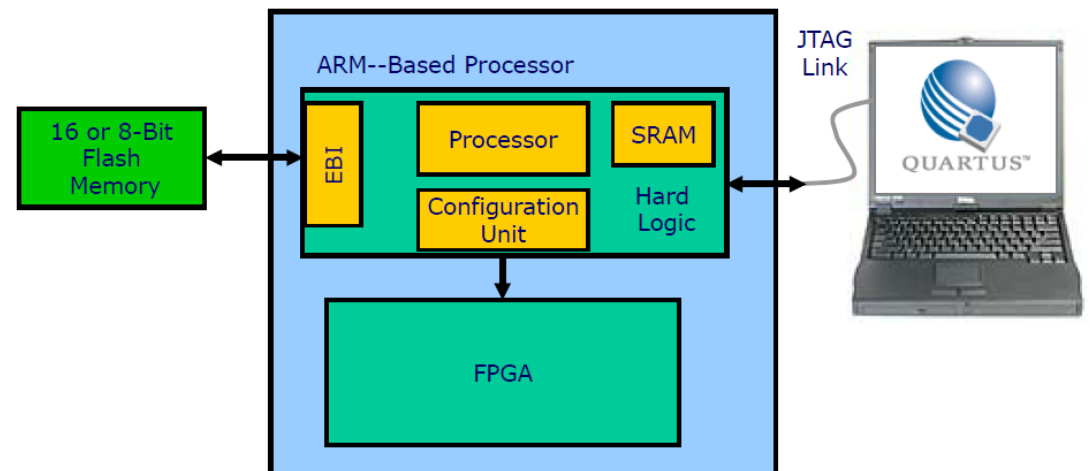 ARM--Based Processor
JTAG
Link
16 or 8-Bit
Flash
Memory
EBI
Processor
SRAM
Configuration
Unit
Hard
Logic
FPGA
QUARTUS™